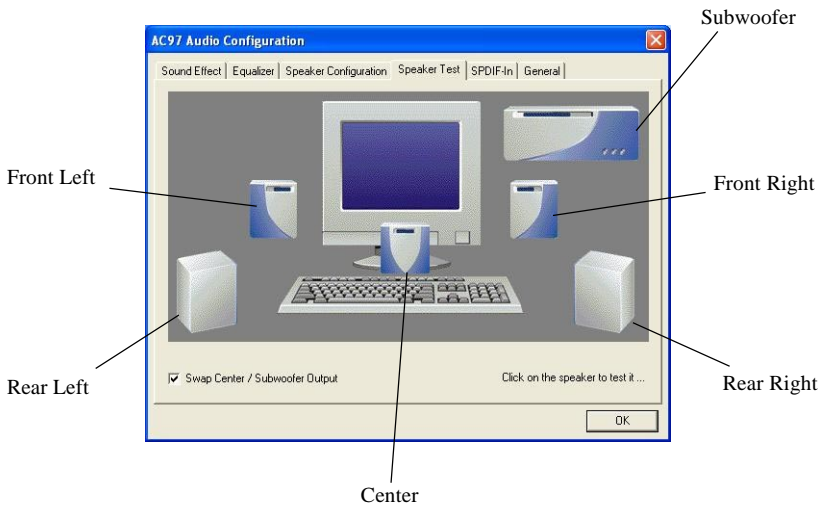 Subwoofer
AC97 Audio Configuration
Sound Effect Equalizer Speaker Configuration Speaker Test SPDIF-In General
Front Left
Front Right
Rear Left
Rear Right
Swap Center / Subwoofer Output
Click on the speaker to test it ...
OK
Center